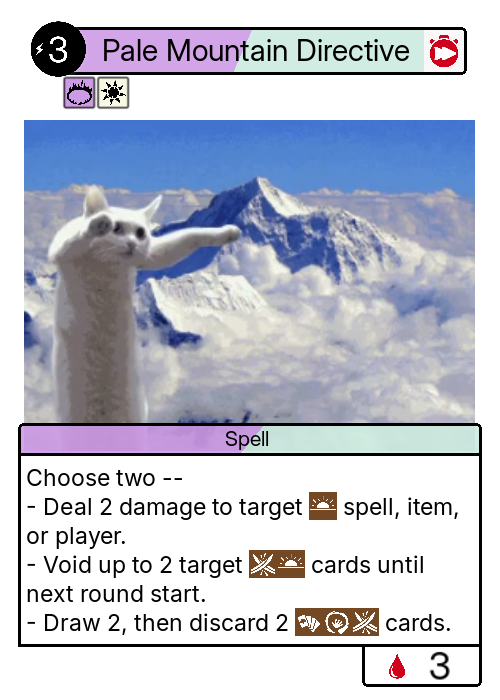 3 Pale Mountain Directive
Spell
Choose two --
- Deal 2 damage to target spell, item,
or player.
- Void up to 2 target cards until
next round start.
- Draw 2, then discard 2 cards.
3